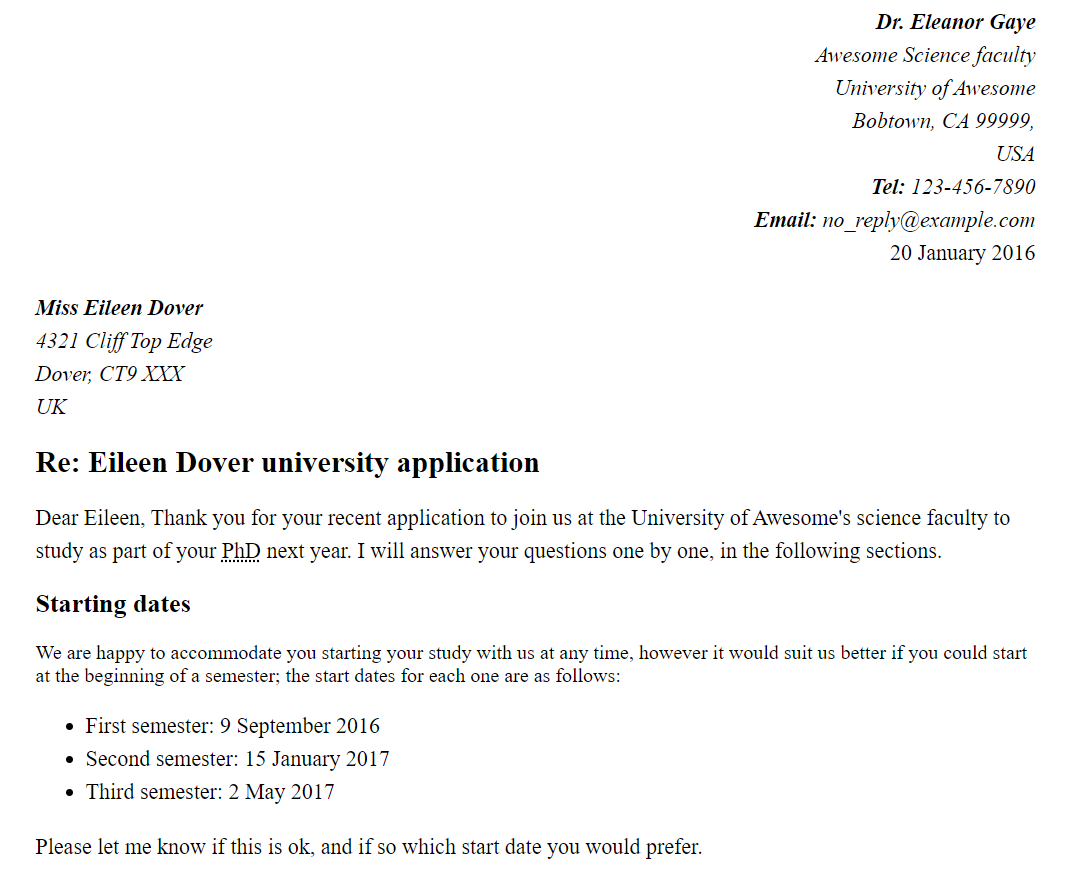 Dr. Eleanor Gaye
Awesome Science faculty
University of Awesome
Bobtown, CA 99999,
USA
Tel: 123-456-7890
Email: no_reply@example.com
20 January 2016
Miss Eileen Dover
4321 Cliff Top Edge
Dover, CT9 XXX
UK
Re: Eileen Dover university application
Dear Eileen, Thank you for your recent application to join us at the University of Awesome's science faculty to
study as part of your PhD next year. I will answer your questions one by one, in the following sections.
Starting dates
We are happy to accommodate you starting your study with us at any time, however it would suit us better if you could start
at the beginning of a semester; the start dates for each one are as follows:
• First semester: 9 September 2016
• Second semester: 15 January 2017
• Third semester: 2 May 2017
Please let me know if this is ok, and if so which start date you would prefer.